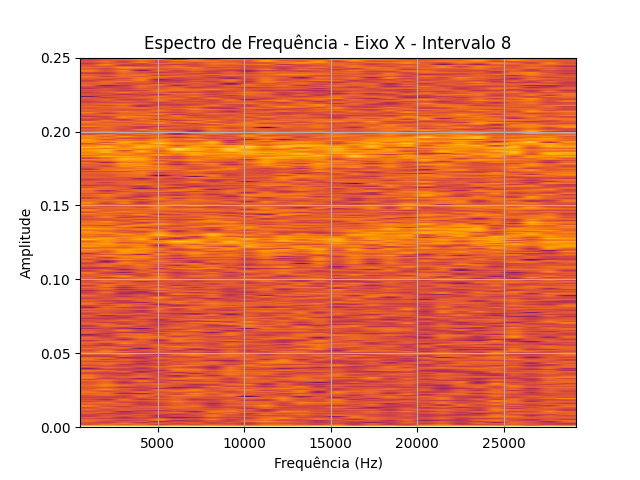 Espectro de Frequência - Eixo X - Intervalo 8
0.25
0.20
0.15
0.10
0.05
0.00
Amplitude
5000 10000 15000 20000 25000
Frequência (Hz)